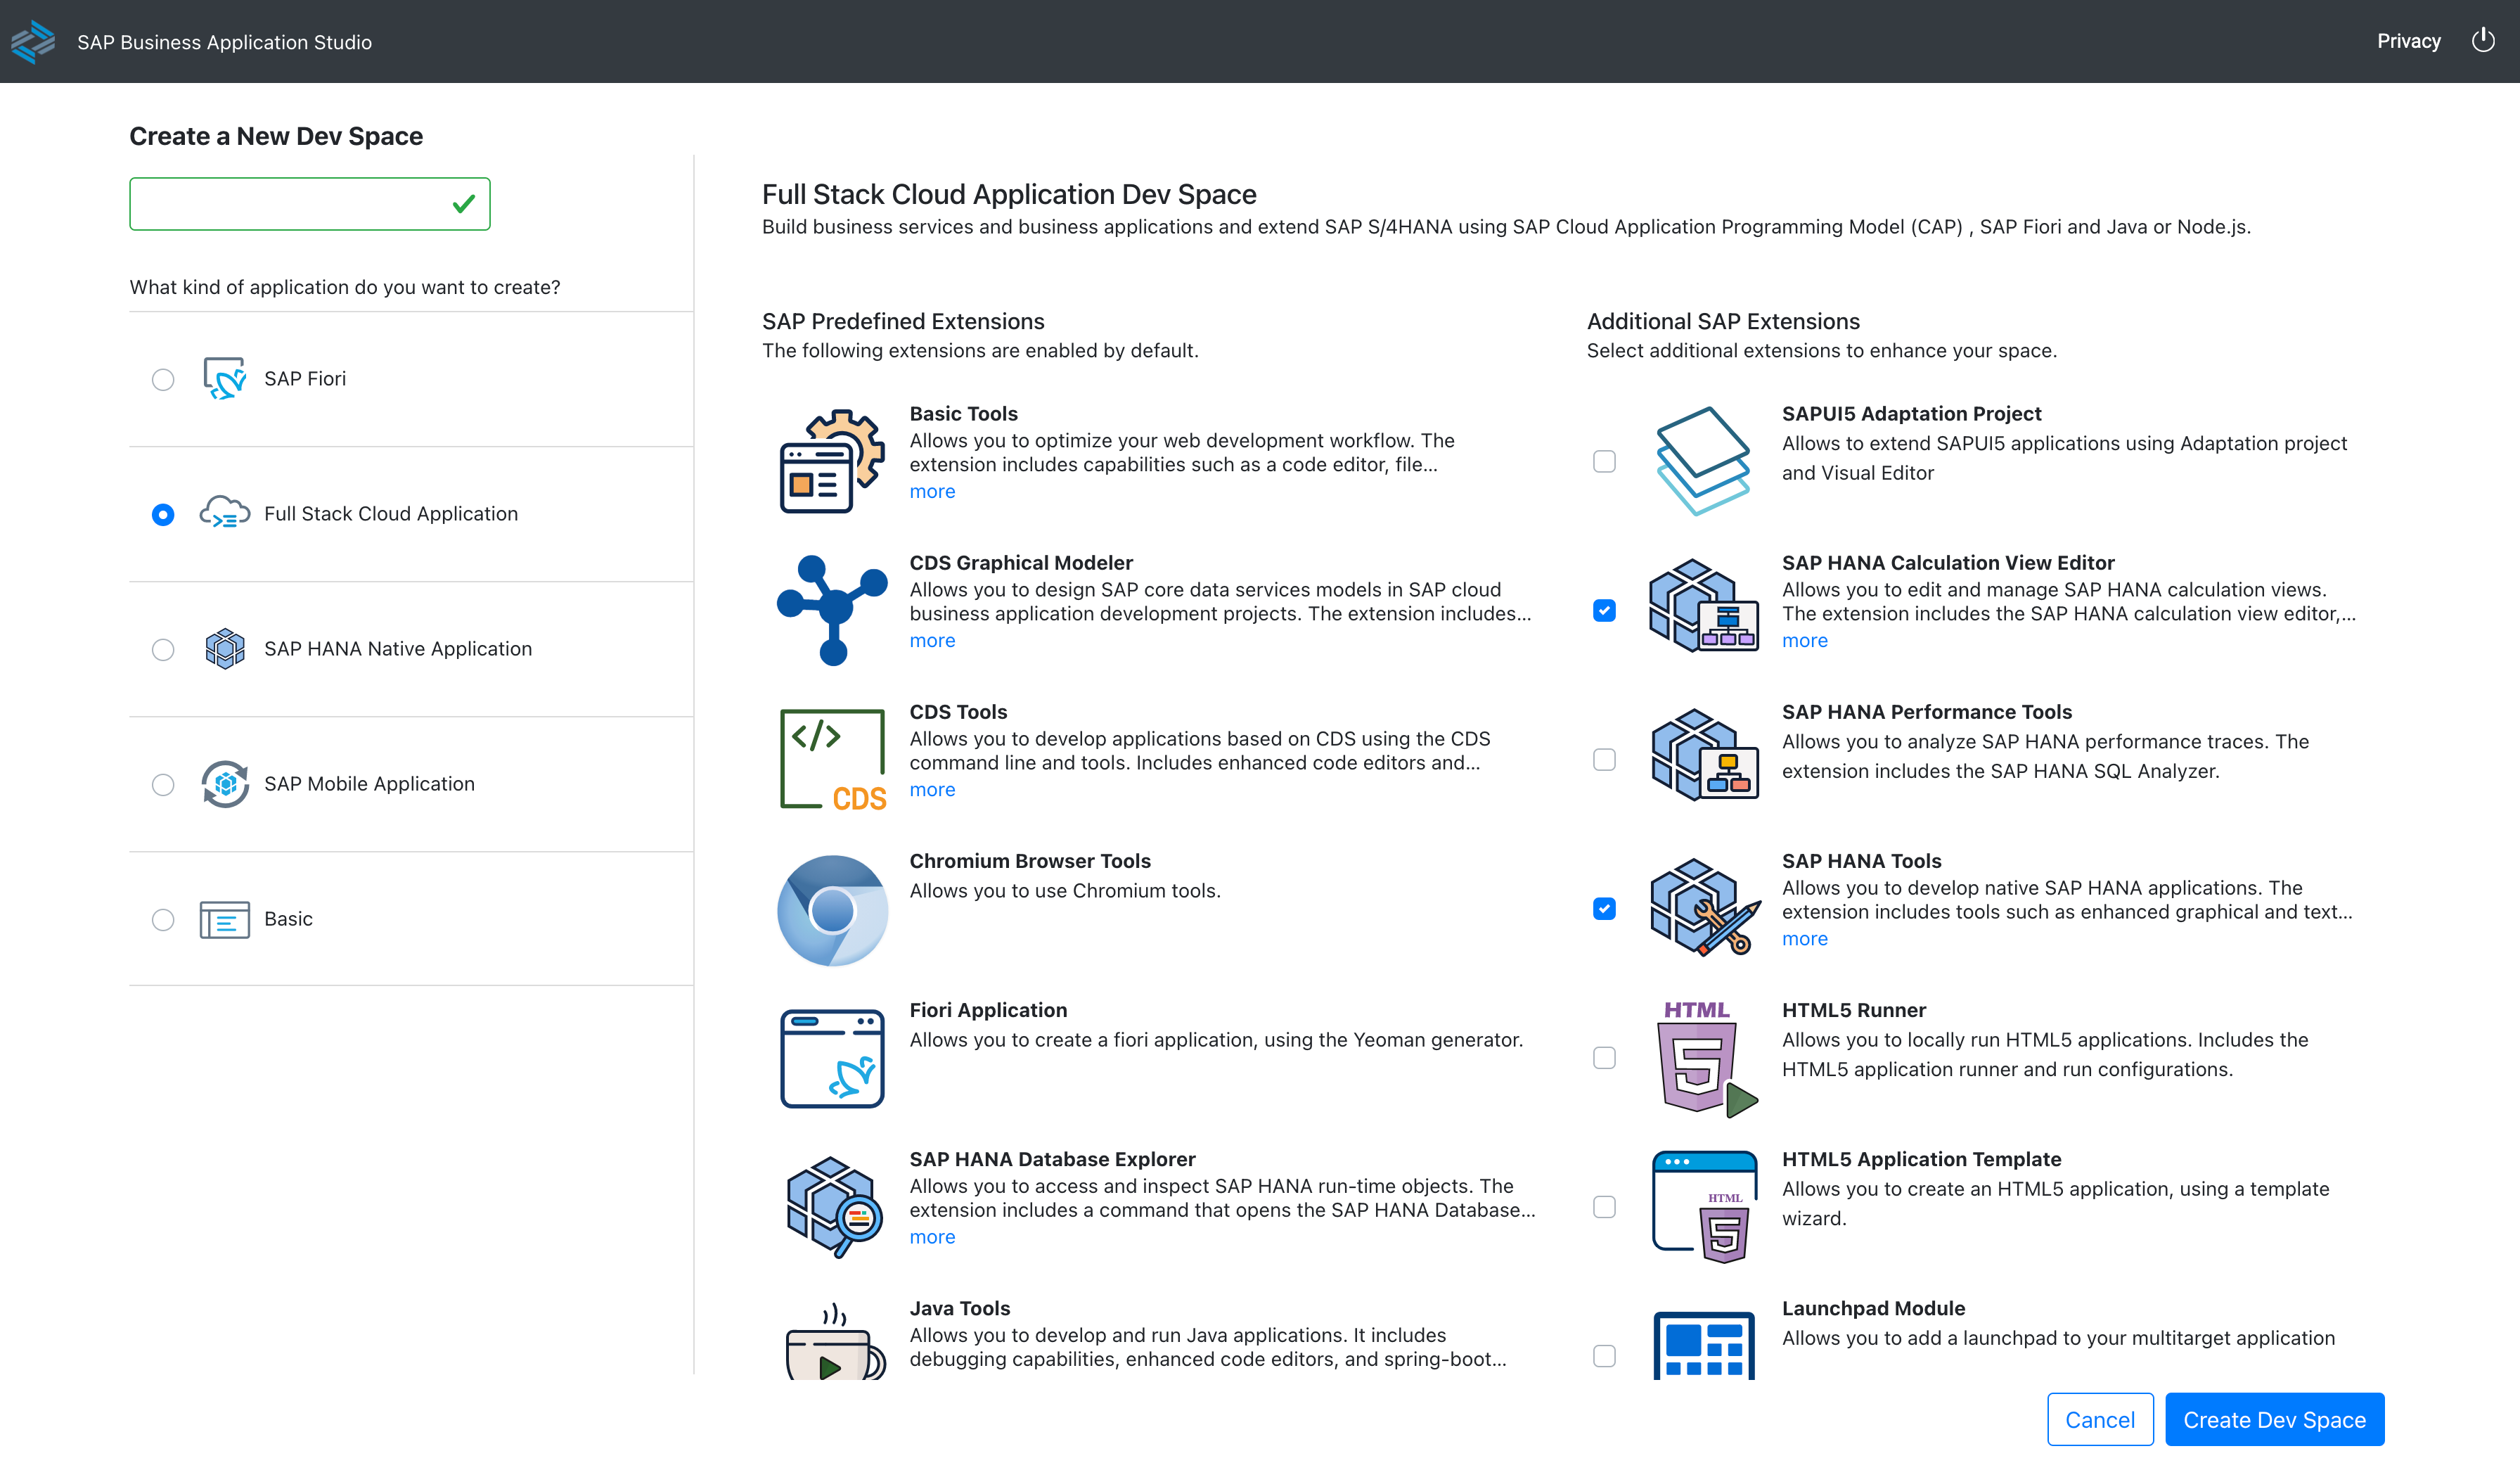 SAP Business Application Studio
Privacy
Create a New Dev Space
What kind of application do you want to create?
SAP Fiori
Full Stack Cloud Application
SAP HANA Native Application
SAP Mobile Application
Basic
Full Stack Cloud Application Dev Space
Build business services and business applications and extend SAP S/4HANA using SAP Cloud Application Programming Model (CAP) , SAP Fiori and Java or Node.js.
SAP Predefined Extensions
The following extensions are enabled by default.
Basic Tools
Allows you to optimize your web development workflow. The
extension includes capabilities such as a code editor, file...
more
CDS Graphical Modeler
Allows you to design SAP core data services models in SAP cloud
business application development projects. The extension includes...
more
</>
CDS
CDS Tools
Allows you to develop applications based on CDS using the CDS
command line and tools. Includes enhanced code editors and...
more
Chromium Browser Tools
Allows you to use Chromium tools.
Fiori Application
Allows you to create a fiori application, using the Yeoman generator.
SAP HANA Database Explorer
Allows you to access and inspect SAP HANA run-time objects. The
extension includes a command that opens the SAP HANA Database...
more
Java Tools
Allows you to develop and run Java applications. It includes
debugging capabilities, enhanced code editors, and spring-boot...
Additional SAP Extensions
Select additional extensions to enhance your space.
SAPUI5 Adaptation Project
Allows to extend SAPUI5 applications using Adaptation project
and Visual Editor
SAP HANA Calculation View Editor
Allows you to edit and manage SAP HANA calculation views.
The extension includes the SAP HANA calculation view editor,...
more
SAP HANA Performance Tools
Allows you to analyze SAP HANA performance traces. The
extension includes the SAP HANA SQL Analyzer.
SAP HANA Tools
Allows you to develop native SAP HANA applications. The
extension includes tools such as enhanced graphical and text...
more
HTML
5
HTML5 Runner
Allows you to locally run HTML5 applications. Includes the
HTML5 application runner and run configurations.
HTML
5
HTML5 Application Template
Allows you to create an HTML5 application, using a template
wizard.
Launchpad Module
Allows you to add a launchpad to your multitarget application
Cancel
Create Dev Space